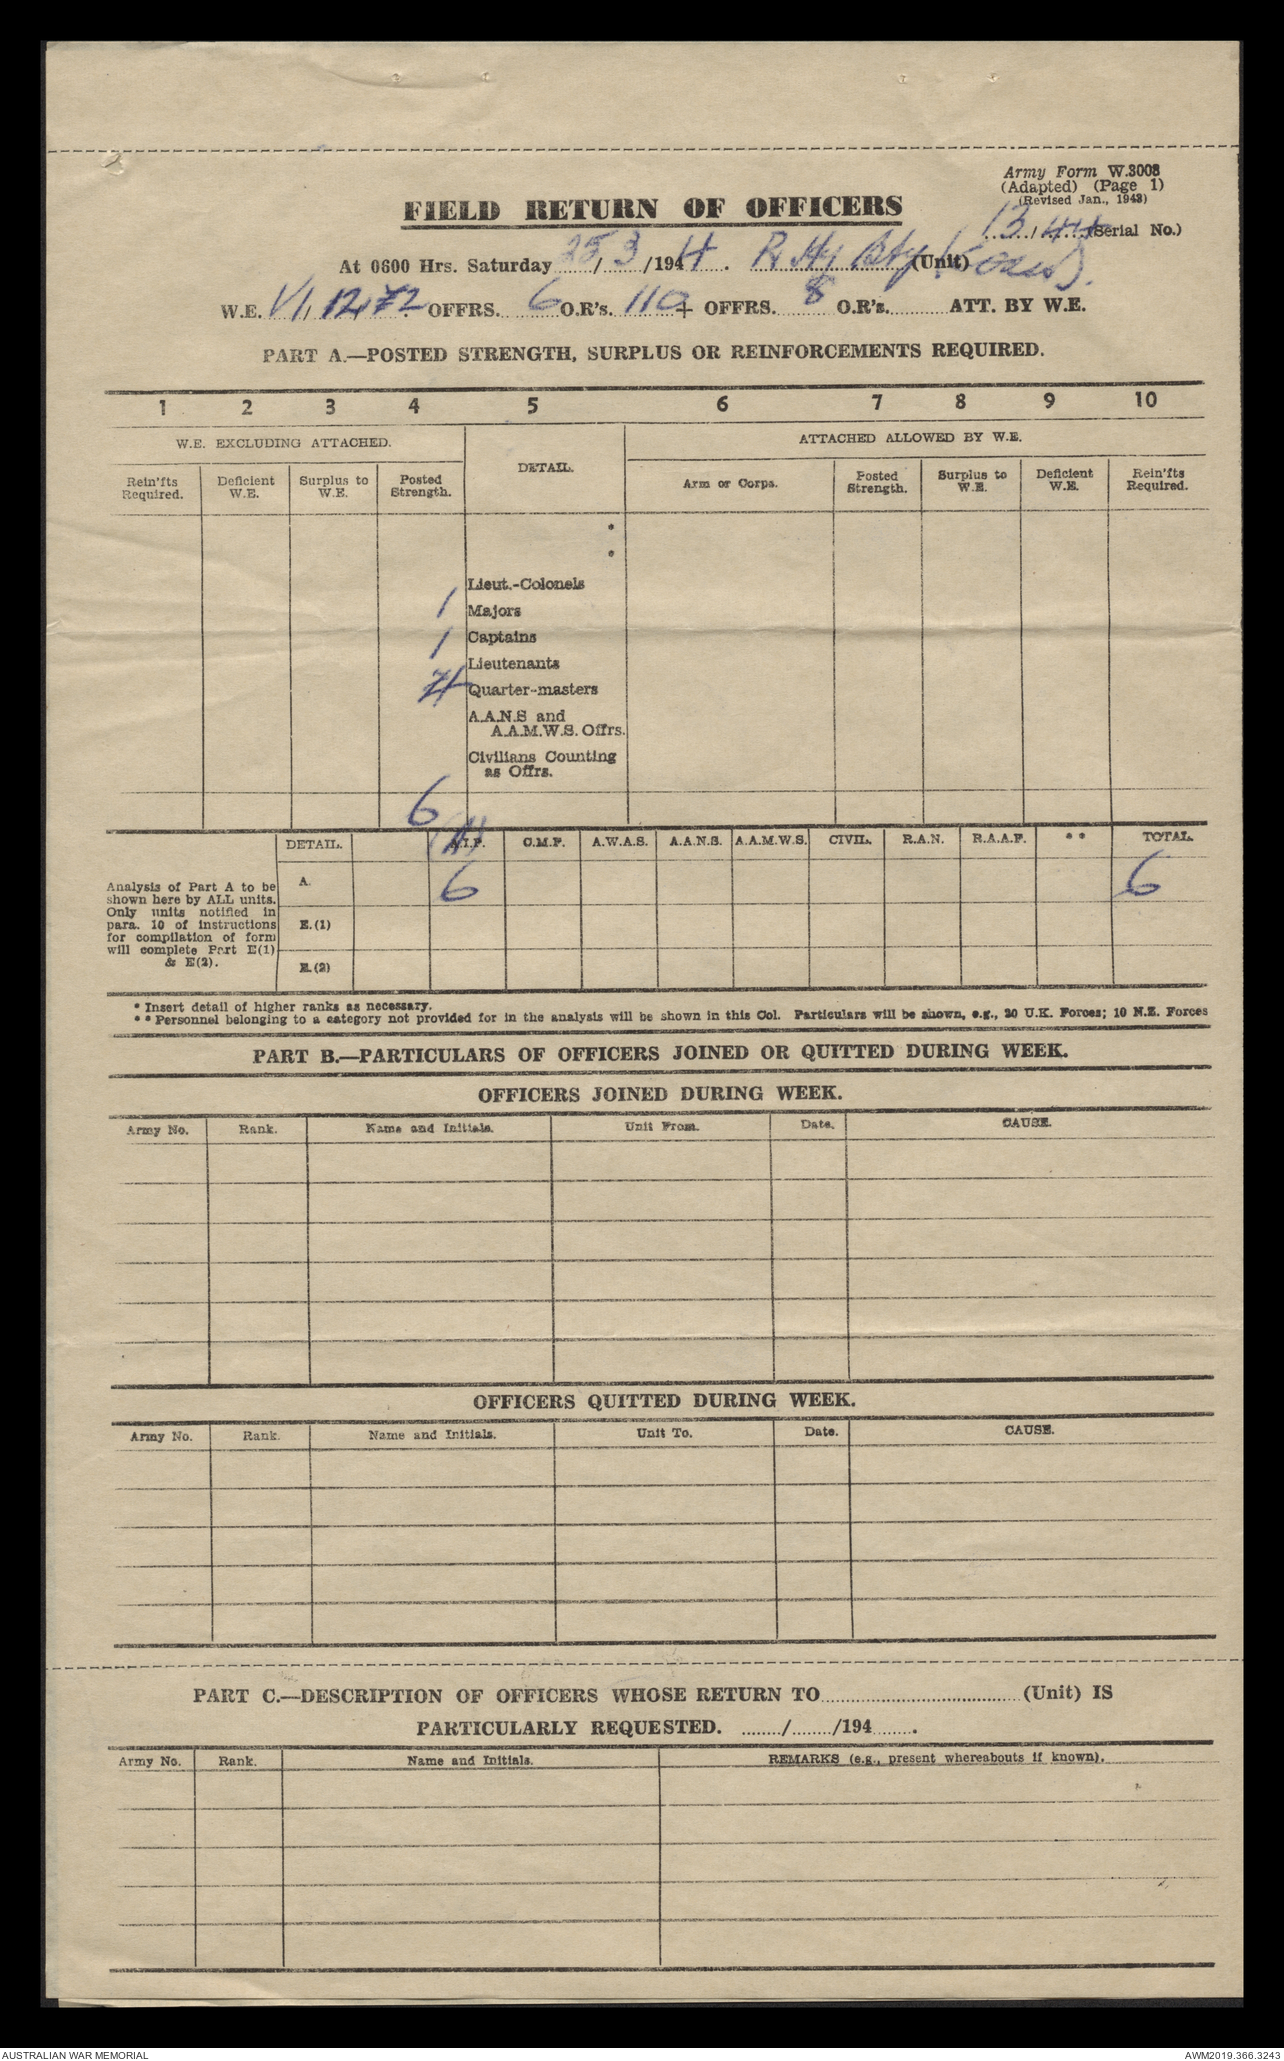 Army Form W.3008
(Adapted) (Page 1)
(Revised Jan., 1943)
FIELD RETURN OF OFFICERS
13/44 (Serial No.)
At 0600 Hrs. Saturday 25/3/1944. R Hy Bty (Unit)
W.E. VI/12/72 OFFRS. 6 O.R's. 110 + OFFRS. 8 O.R's. ATT. BY W.E.
PART A.—POSTED STRENGTH, SURPLUS OR REINFORCEMENTS REQUIRED.
1 2 3 4 5 6 7 8 9 10
W.E. EXCLUDING ATTACHED. DETAIL. ATTACHED ALLOWED BY W.E.
Rein'fts Required. Deficient W.E. Surplus to W.E. Posted Strength. Arm or Corps. Posted Strength. Surplus to W.E. Deficient W.E. Rein'fts Required.
*
*
Lieut.-Colonels
1 Majors
1 Captains
Lieutenants
4 Quarter-masters
A.A.N.S and
A.A.M.W.S. Offrs.
Civilians Counting
as Offrs.
6
DETAIL. A.I.F. C.M.F. A.W.A.S. A.A.N.S. A.A.M.W.S. CIVIL. R.A.N. R.A.A.F. ** TOTAL.
Analysis of Part A to be
shown here by ALL units.
Only units notified in
para. 10 of instructions
for compilation of form
will complete Part E(1)
& E(2).
A. 6 6
E.(1)
E.(2)
* Insert detail of higher ranks as necessary.
** Personnel belonging to a category not provided for in the analysis will be shown in this Col. Particulars will be shown, e.g., 20 U.K. Forces; 10 N.E. Forces
PART B.—PARTICULARS OF OFFICERS JOINED OR QUITTED DURING WEEK.
OFFICERS JOINED DURING WEEK.
Army No. Rank. Name and Initials. Unit From. Date. CAUSE.
OFFICERS QUITTED DURING WEEK.
Army No. Rank. Name and Initials. Unit To. Date. CAUSE.
PART C.—DESCRIPTION OF OFFICERS WHOSE RETURN TO (Unit) IS
PARTICULARLY REQUESTED. ......../......../194.......
Army No. Rank. Name and Initials. REMARKS (e.g., present whereabouts if known).
AUSTRALIAN WAR MEMORIAL AWM2019.366.3243